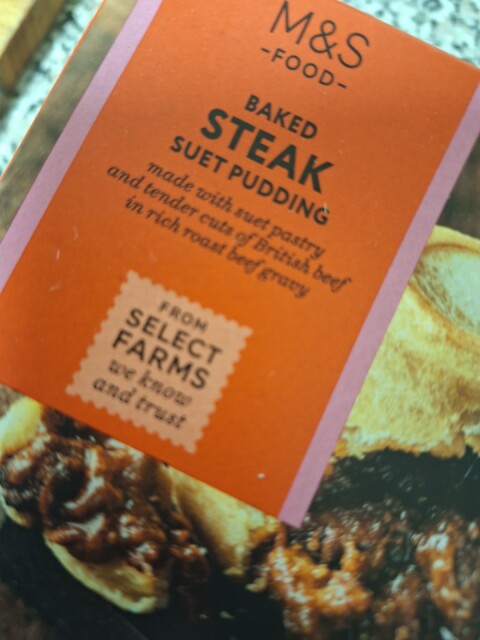 M&S
-FOOD-
BAKED
STEAK
SUET PUDDING
made with suet pastry
and tender cuts of British beef
in rich roast beef gravy
FROM
SELECT
FARMS
we know
and trust